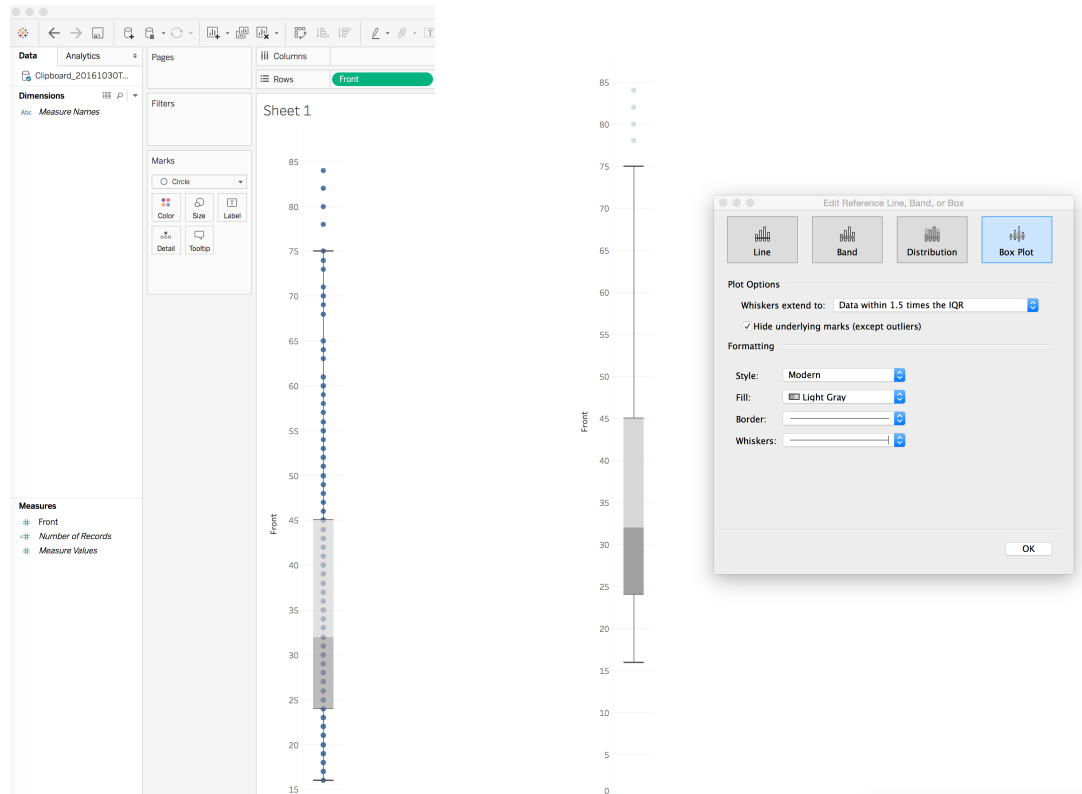 Data
Analytics
Clipboard_20161030T...
Dimensions
Abc Measure Names
Measures
Front
Number of Records
Measure Values
Pages
Filters
Marks
Circle
Color Size Label
Detail Tooltip
Columns
Rows Front
Sheet 1
85
80
75
70
65
60
55
50
45
40
35
30
25
20
15
Front
85
80
75
70
65
60
55
50
45
40
35
30
25
20
15
10
5
0
Front
Edit Reference Line, Band, or Box
Line Band Distribution Box Plot
Plot Options
Whiskers extend to: Data within 1.5 times the IQR
Hide underlying marks (except outliers)
Formatting
Style: Modern
Fill: Light Gray
Border:
Whiskers:
OK